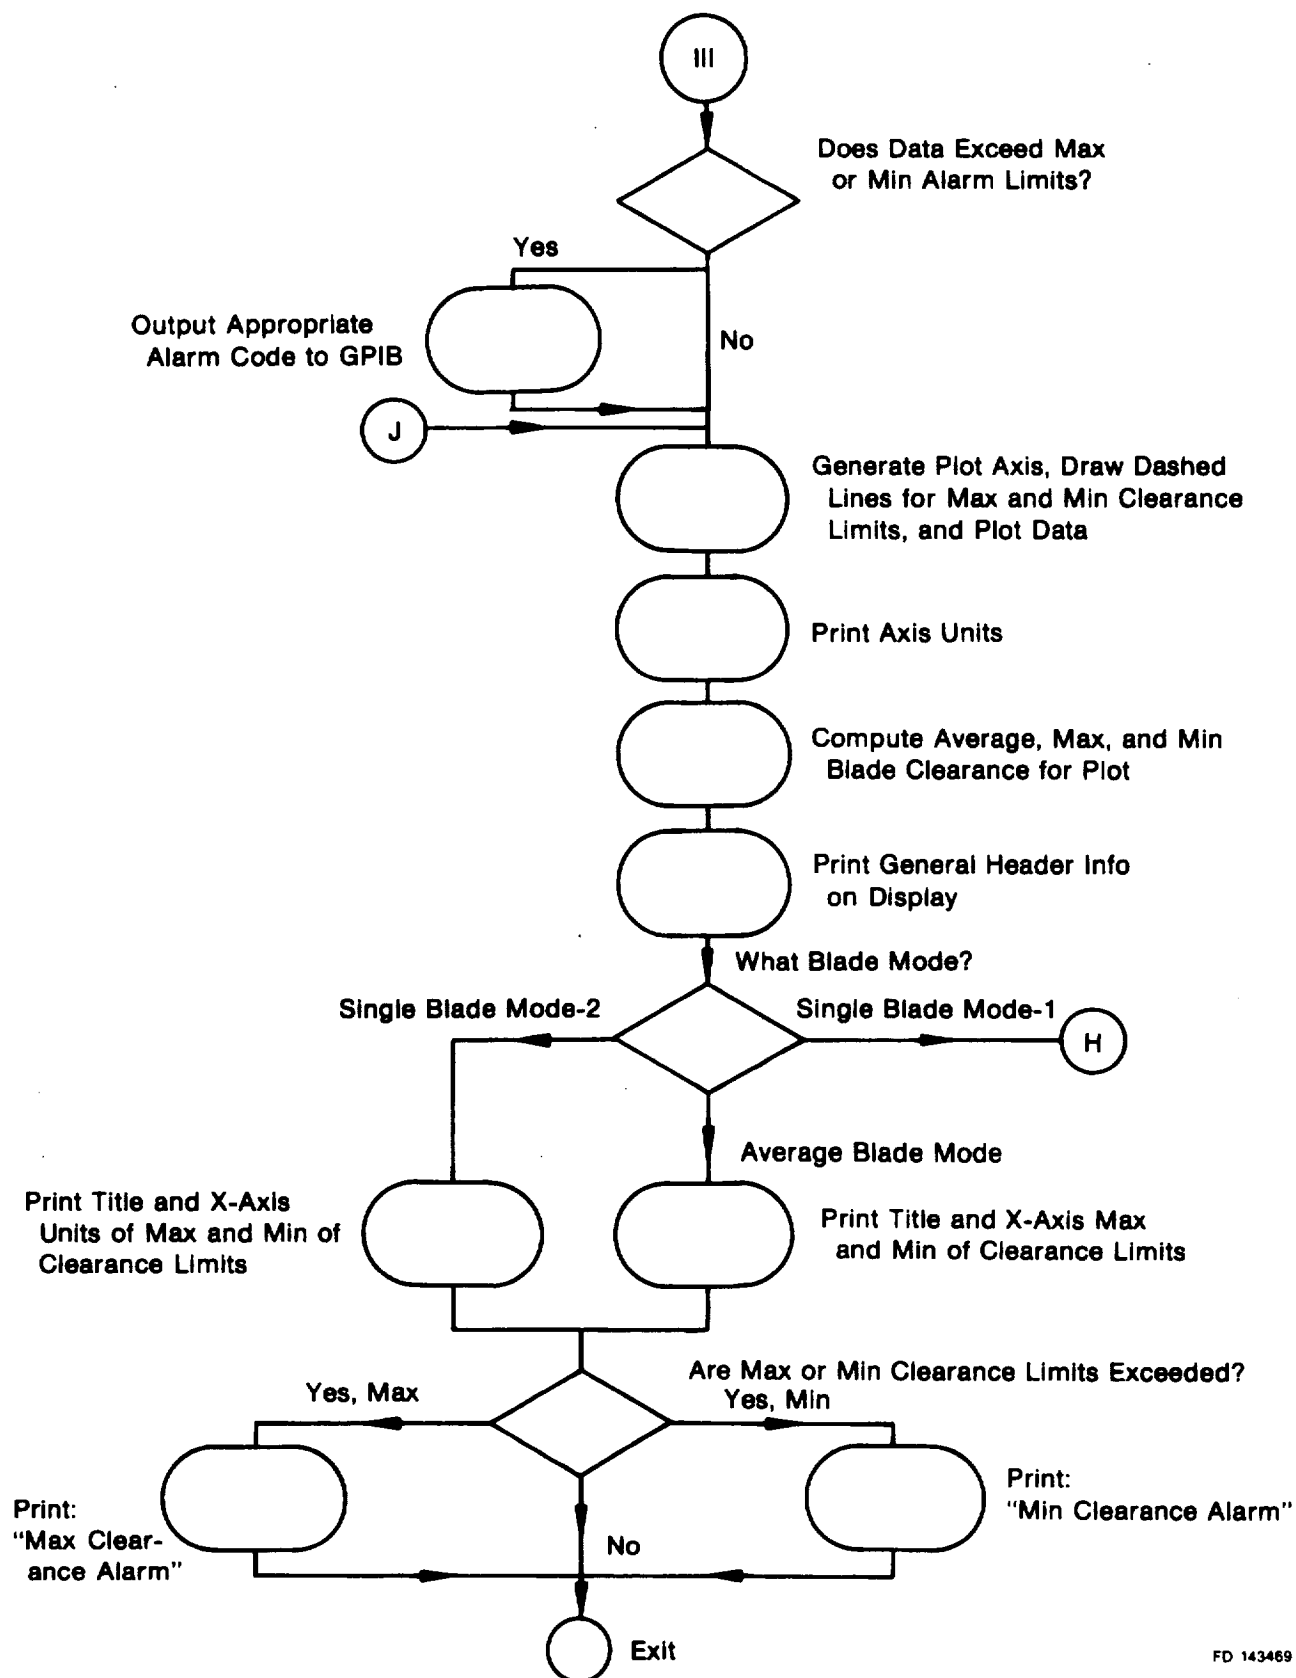 III
Does Data Exceed Max
or Min Alarm Limits?
Yes
Output Appropriate
Alarm Code to GPIB
No
J
Generate Plot Axis, Draw Dashed
Lines for Max and Min Clearance
Limits, and Plot Data
Print Axis Units
Compute Average, Max, and Min
Blade Clearance for Plot
Print General Header Info
on Display
What Blade Mode?
Single Blade Mode-2
Single Blade Mode-1
H
Average Blade Mode
Print Title and X-Axis
Units of Max and Min of
Clearance Limits
Print Title and X-Axis Max
and Min of Clearance Limits
Are Max or Min Clearance Limits Exceeded?
Yes, Max
Yes, Min
Print:
"Max Clear-
ance Alarm"
Print:
"Min Clearance Alarm"
No
Exit
FD 143469